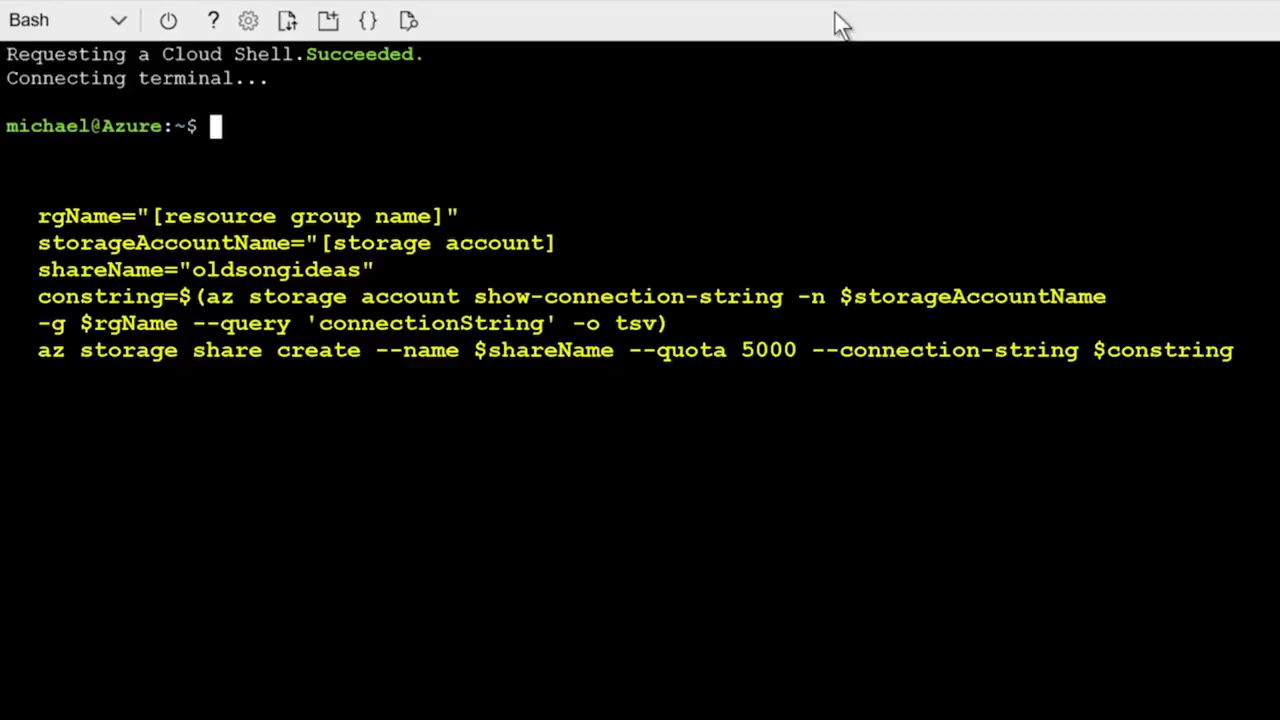 Bash
Requesting a Cloud Shell.Succeeded.
Connecting terminal...
michael@Azure:~$
rgName="[resource group name]"
storageAccountName="[storage account]
shareName="oldsongideas"
constring=$(az storage account show-connection-string -n $storageAccountName
-g $rgName --query 'connectionString' -o tsv)
az storage share create --name $shareName --quota 5000 --connection-string $constring